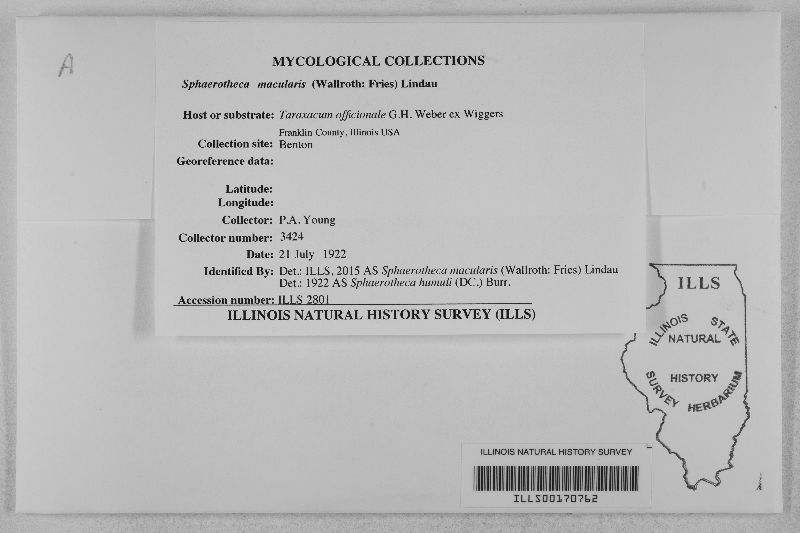 A
MYCOLOGICAL COLLECTIONS
Sphaerotheca macularis (Wallroth: Fries) Lindau
Host or substrate: Taraxacum officionale G.H. Weber ex Wiggers
Franklin County, Illinois USA
Collection site: Benton
Georeference data:
Latitude:
Longitude:
Collector: P.A. Young
Collector number: 3424
Date: 21 July 1922
Identified By: Det.: ILLS, 2015 AS Sphaerotheca macularis (Wallroth: Fries) Lindau
Det.: 1922 AS Sphaerotheca humuli (DC.) Burr.
Accession number: ILLS 2801
ILLINOIS NATURAL HISTORY SURVEY (ILLS)
ILLS
ILLINOIS STATE
NATURAL
HISTORY
SURVEY HERBARIUM
ILLINOIS NATURAL HISTORY SURVEY
ILLS00170762